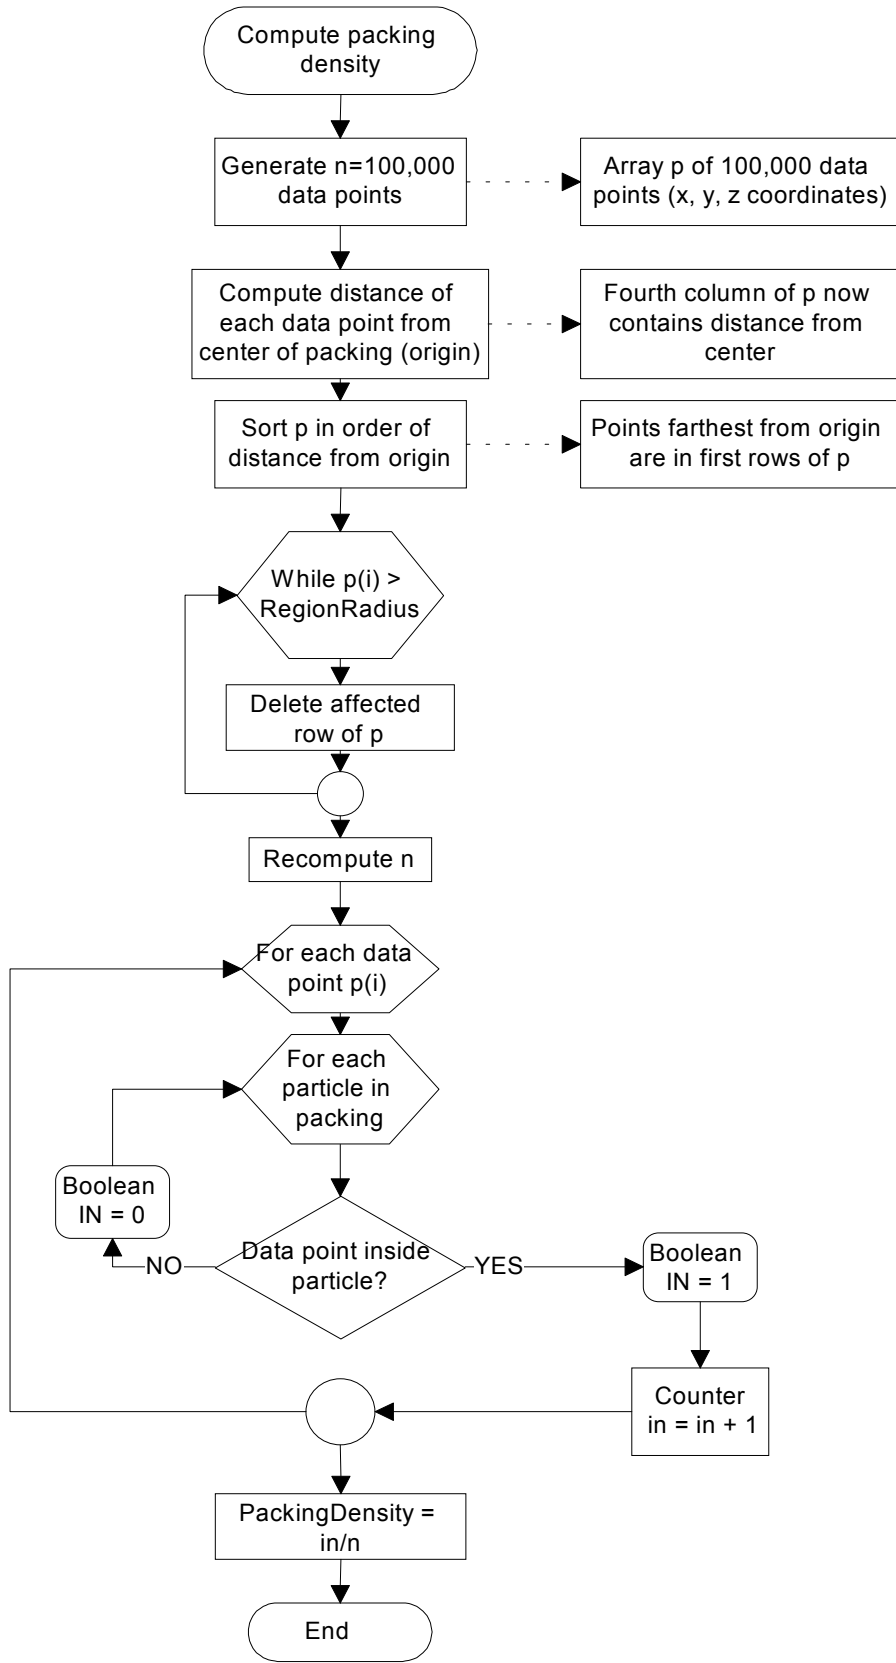 Compute packing
density
Generate n=100,000
data points
Array p of 100,000 data
points (x, y, z coordinates)
Compute distance of
each data point from
center of packing (origin)
Fourth column of p now
contains distance from
center
Sort p in order of
distance from origin
Points farthest from origin
are in first rows of p
While p(i) >
RegionRadius
Delete affected
row of p
Recompute n
For each data
point p(i)
For each
particle in
packing
Boolean
IN = 0
Data point inside
particle?
NO
YES
Boolean
IN = 1
Counter
in = in + 1
PackingDensity =
in/n
End